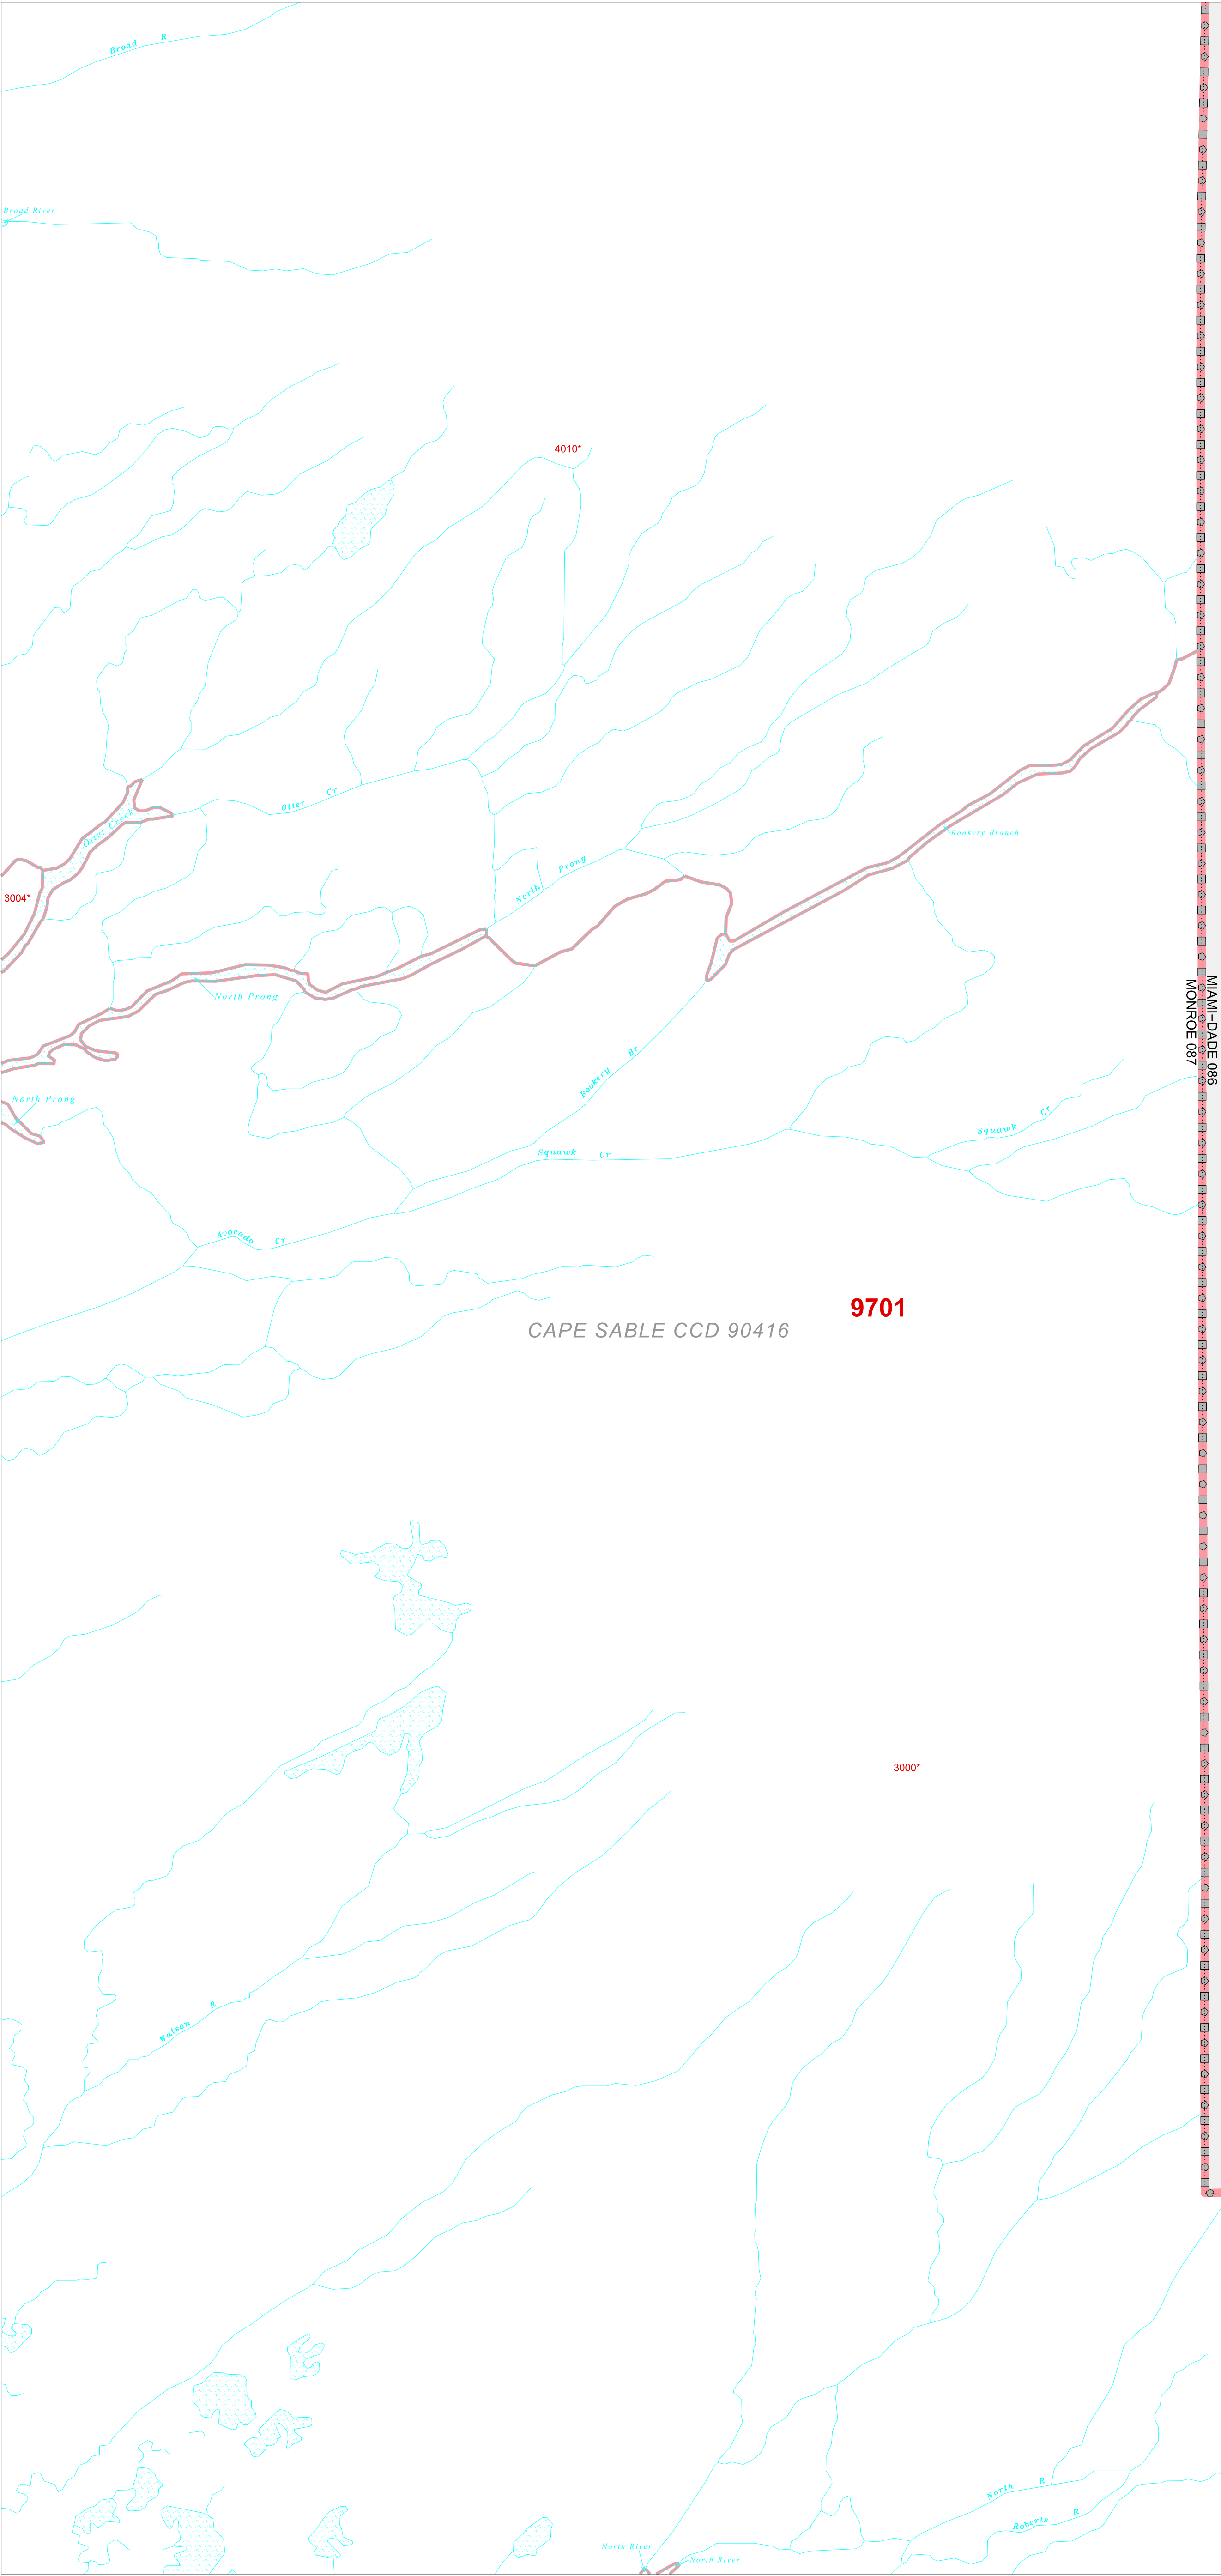 Broad R
Broad River
4010*
Otter Cr
Otter Creek
Rookery Branch
North Prong
3004*
North Prong
MIAMI-DADE 086
MONROE 087
Rookery Br
North Prong
Squawk Cr
Squawk Cr
Avocado Cr
9701
CAPE SABLE CCD 90416
3000*
Watson R
North R
Roberts R
North River
North River